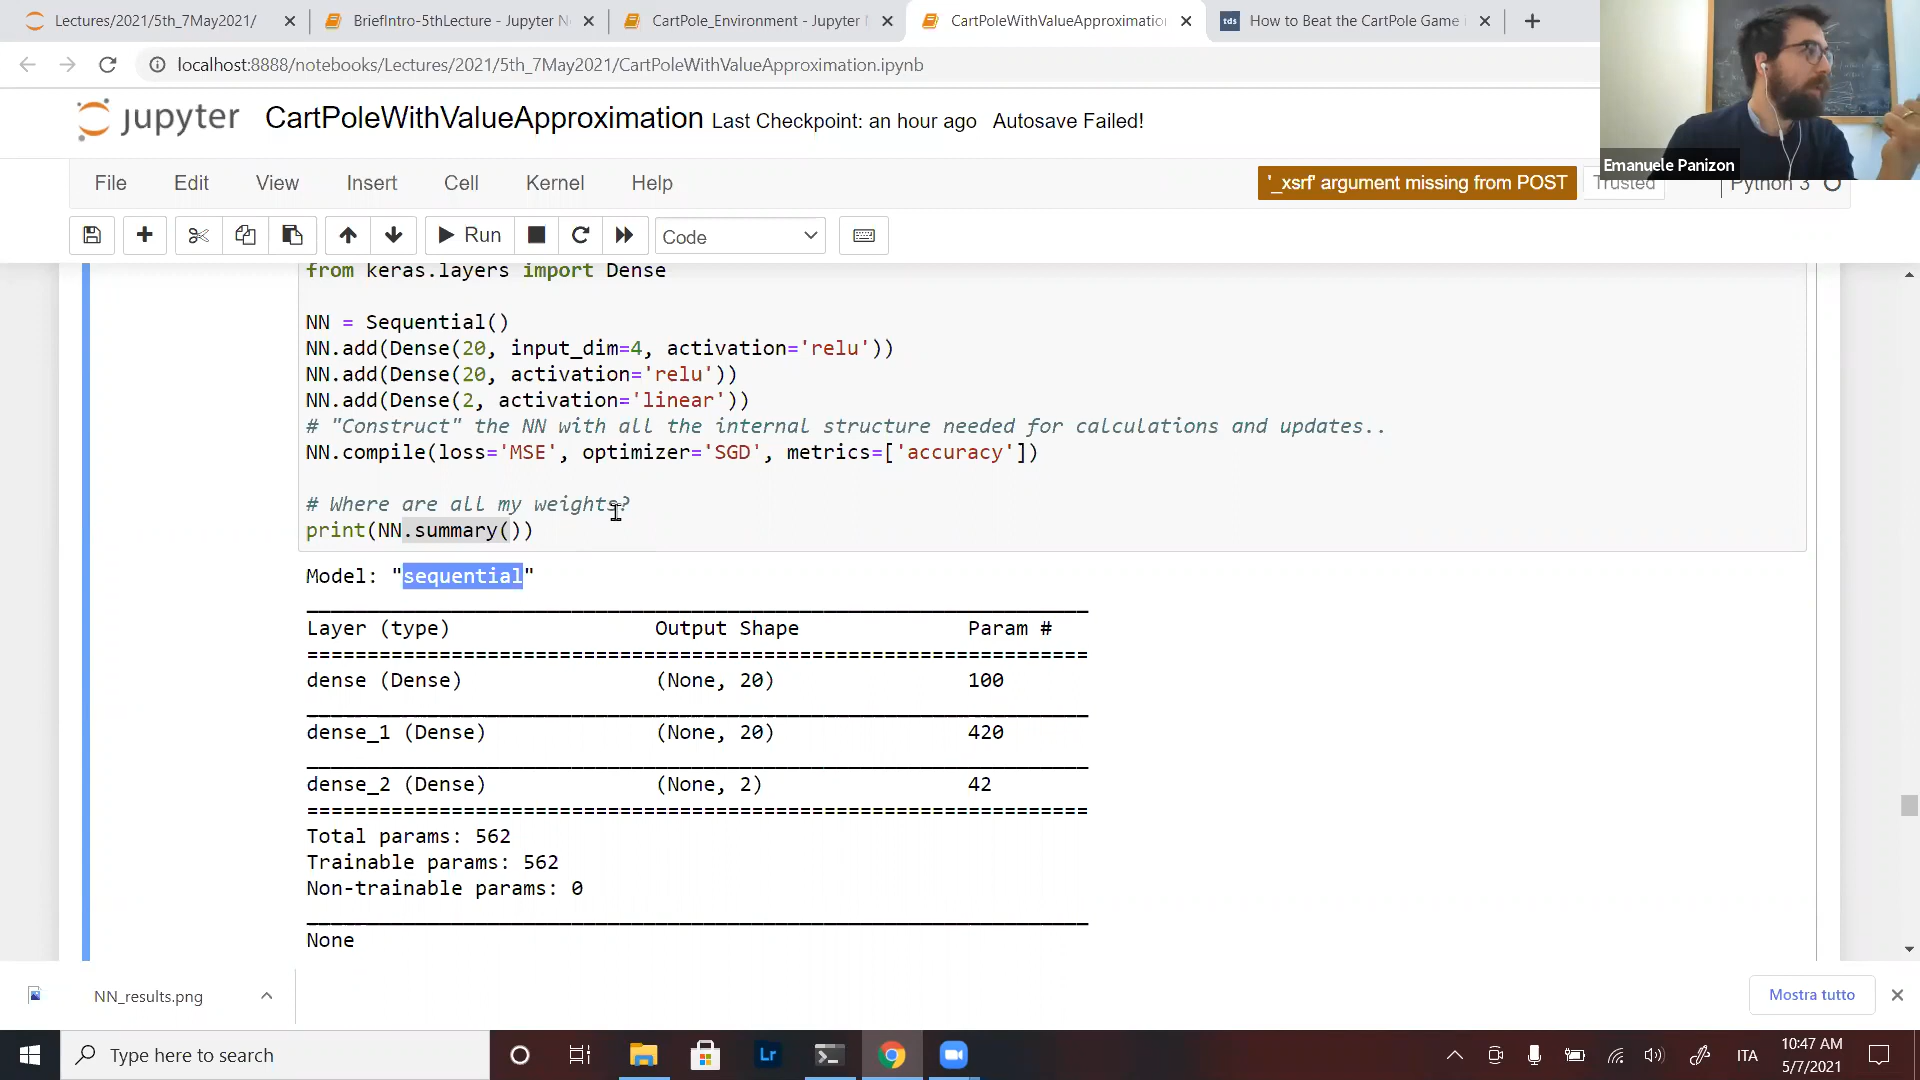 Lectures/2021/5th_7May2021/
BriefIntro-5thLecture - Jupyter N
CartPole_Environment - Jupyter
CartPoleWithValueApproximatio
tds
How to Beat the CartPole Game i
localhost:8888/notebooks/Lectures/2021/5th_7May2021/CartPoleWithValueApproximation.ipynb
jupyter
CartPoleWithValueApproximation Last Checkpoint: an hour ago Autosave Failed!
Emanuele Panizon
File Edit View Insert Cell Kernel Help
'_xsrf' argument missing from POST
Trusted
Python 3
Run
Code
from keras.layers import Dense
NN = Sequential()
NN.add(Dense(20, input_dim=4, activation='relu'))
NN.add(Dense(20, activation='relu'))
NN.add(Dense(2, activation='linear'))
# "Construct" the NN with all the internal structure needed for calculations and updates..
NN.compile(loss='MSE', optimizer='SGD', metrics=['accuracy'])
# Where are all my weights?
print(NN.summary())
Model: "sequential"
_________________________________________________________________
Layer (type) Output Shape Param #
=================================================================
dense (Dense) (None, 20) 100
_________________________________________________________________
dense_1 (Dense) (None, 20) 420
_________________________________________________________________
dense_2 (Dense) (None, 2) 42
=================================================================
Total params: 562
Trainable params: 562
Non-trainable params: 0
_________________________________________________________________
None
NN_results.png
Mostra tutto
Type here to search
Lr
ITA
10:47 AM
5/7/2021